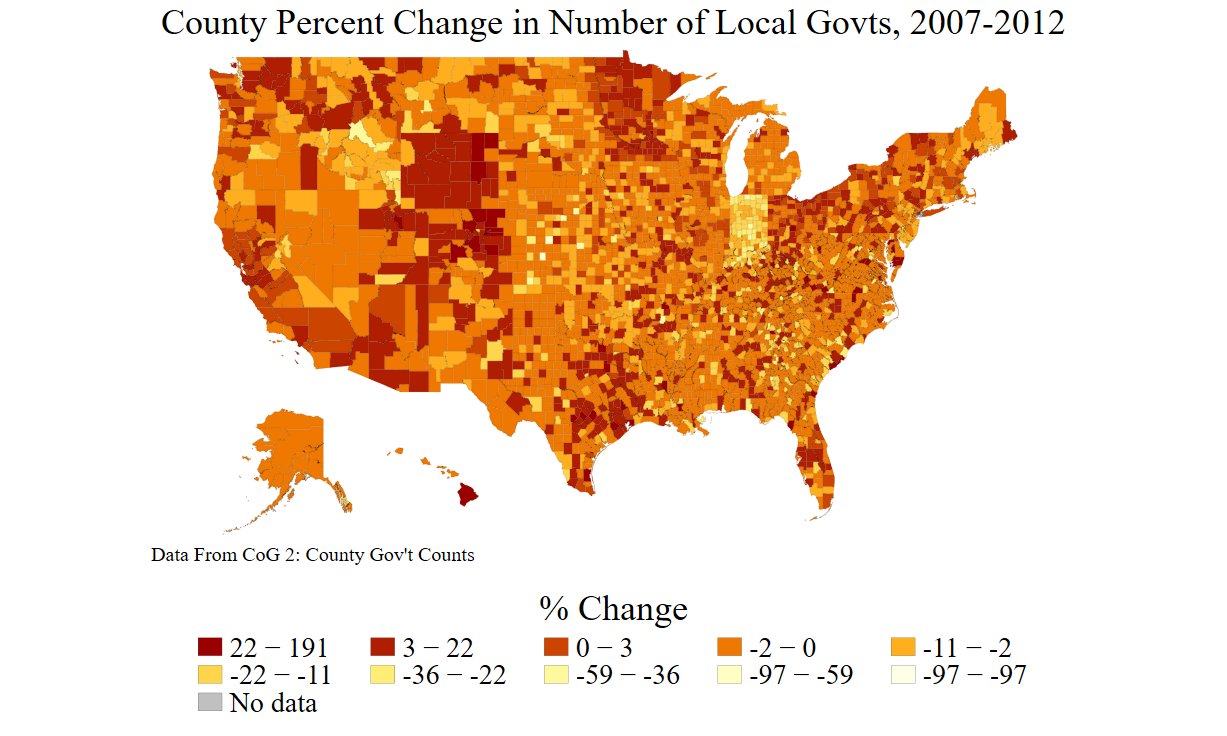 County Percent Change in Number of Local Govts, 2007-2012
Data From CoG 2: County Gov't Counts
% Change
22 − 191 3 − 22 0 − 3 -2 − 0 -11 − -2
-22 − -11 -36 − -22 -59 − -36 -97 − -59 -97 − -97
No data